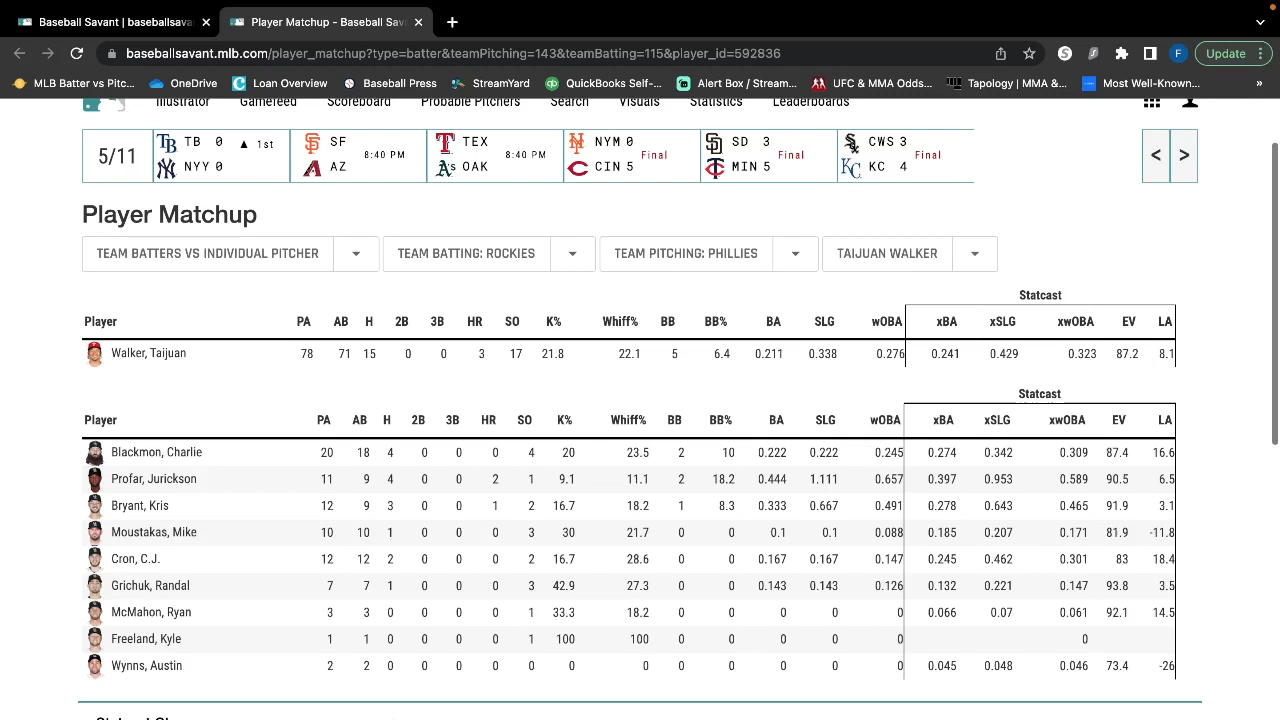 Baseball Savant | baseballsava
Player Matchup - Baseball Sav
baseballsavant.mlb.com/player_matchup?type=batter&teamPitching=143&teamBatting=115&player_id=592836
F
Update
MLB Batter vs Pitc...
OneDrive
Loan Overview
Baseball Press
StreamYard
QuickBooks Self-...
Alert Box / Stream...
UFC & MMA Odds...
Tapology | MMA &...
Most Well-Known...
»
Illustrator Gamefeed Scoreboard Probable Pitchers Search Visuals Statistics Leaderboards
5/11
TB 0 ▲ 1st
NYY 0
SF 8:40 PM
AZ
TEX 8:40 PM
OAK
NYM 0 Final
CIN 5
SD 3 Final
MIN 5
CWS 3 Final
KC 4
< >
Player Matchup
TEAM BATTERS VS INDIVIDUAL PITCHER
TEAM BATTING: ROCKIES
TEAM PITCHING: PHILLIES
TAIJUAN WALKER
Statcast
Player PA AB H 2B 3B HR SO K% Whiff% BB BB% BA SLG wOBA xBA xSLG xwOBA EV LA
Walker, Taijuan 78 71 15 0 0 3 17 21.8 22.1 5 6.4 0.211 0.338 0.276 0.241 0.429 0.323 87.2 8.1
Statcast
Player PA AB H 2B 3B HR SO K% Whiff% BB BB% BA SLG wOBA xBA xSLG xwOBA EV LA
Blackmon, Charlie 20 18 4 0 0 0 4 20 23.5 2 10 0.222 0.222 0.245 0.274 0.342 0.309 87.4 16.6
Profar, Jurickson 11 9 4 0 0 2 1 9.1 11.1 2 18.2 0.444 1.111 0.657 0.397 0.953 0.589 90.5 6.5
Bryant, Kris 12 9 3 0 0 1 2 16.7 18.2 1 8.3 0.333 0.667 0.491 0.278 0.643 0.465 91.9 3.1
Moustakas, Mike 10 10 1 0 0 0 3 30 21.7 0 0 0.1 0.1 0.088 0.185 0.207 0.171 81.9 -11.8
Cron, C.J. 12 12 2 0 0 0 2 16.7 28.6 0 0 0.167 0.167 0.147 0.245 0.462 0.301 83 18.4
Grichuk, Randal 7 7 1 0 0 0 3 42.9 27.3 0 0 0.143 0.143 0.126 0.132 0.221 0.147 93.8 3.5
McMahon, Ryan 3 3 0 0 0 0 1 33.3 18.2 0 0 0 0 0 0.066 0.07 0.061 92.1 14.5
Freeland, Kyle 1 1 0 0 0 0 1 100 100 0 0 0 0 0 0
Wynns, Austin 2 2 0 0 0 0 0 0 0 0 0 0 0 0 0.045 0.048 0.046 73.4 -26